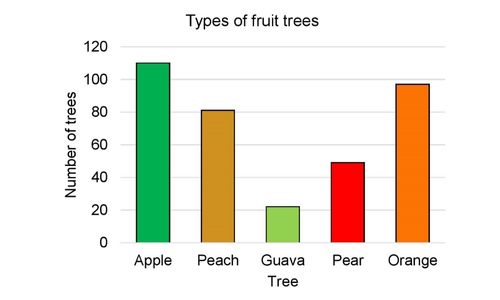 Types of fruit trees
Number of trees
120
100
80
60
40
20
0
Apple Peach Guava Pear Orange
Tree